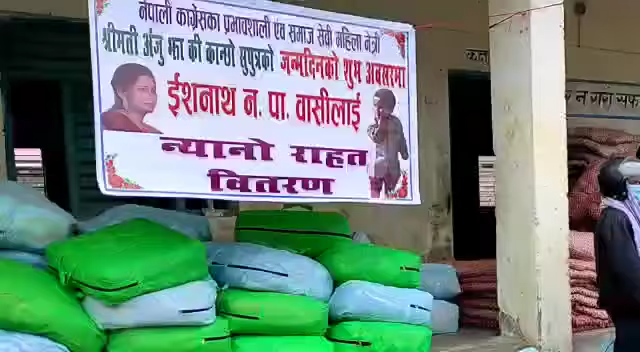 नेपाली काग्रेसका प्रभावशाली एवं समाज सेवी महिला नेत्री
श्रीमती अंजु झा की कान्छो सुपुत्रको जन्मदिनको शुभ अवसरमा
ईशनाथ न. पा. वासीलाई
न्यानो राहत
वितरण